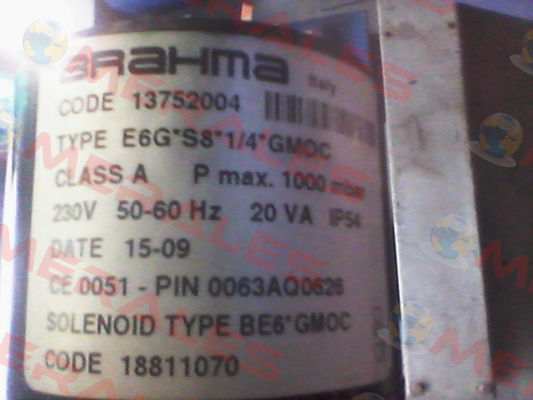 BRAHMA
Italy
CODE 13752004
TYPE E6G*S8*1/4*GMOC
CLASS A P max. 1000 mbar
230V 50-60 Hz 20 VA IP54
DATE 15-09
CE 0051 - PIN 0063AQ0626
SOLENOID TYPE BE6*GMOC
CODE 18811070
MERALES